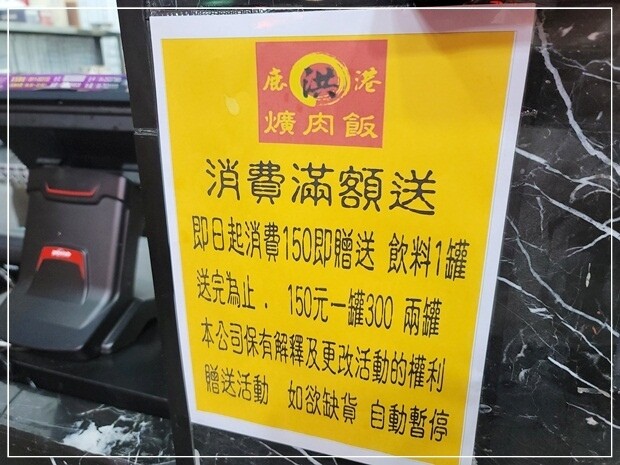 鹿 洪 港
爌肉飯
消費滿額送
即日起消費150即贈送 飲料1罐
送完為止． 150元一罐300 兩罐
本公司保有解釋及更改活動的權利
贈送活動 如欲缺貨 自動暫停